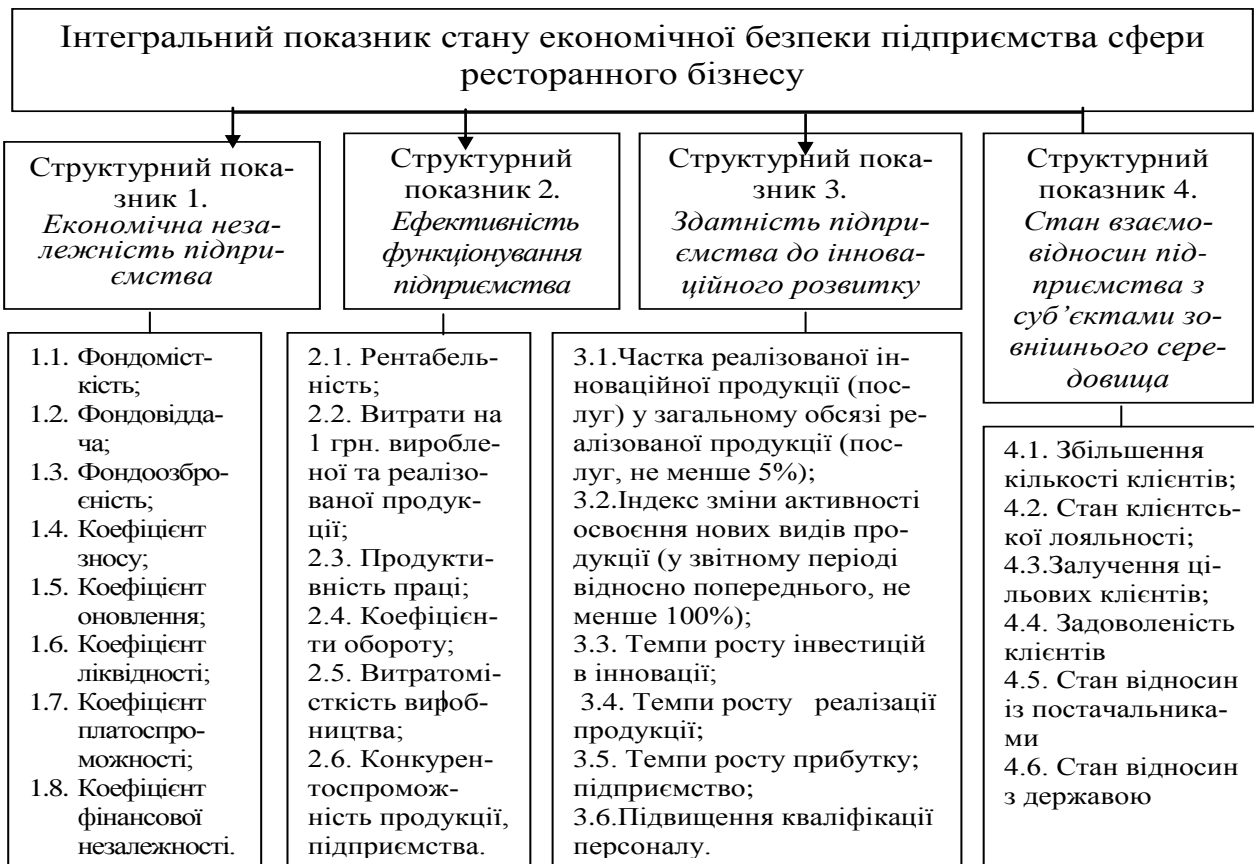 Інтегральний показник стану економічної безпеки підприємства сфери
ресторанного бізнесу
Структурний пока-
зник 1.
Економічна неза-
лежність підпри-
ємства
Структурний
показник 2.
Ефективність
функціонування
підприємства
Структурний пока-
зник 3.
Здатність підпри-
ємства до іннова-
ційного розвитку
Структурний
показник 4.
Стан взаємо-
відносин під-
приємства з
суб’єктами зо-
внішнього сере-
довища
1.1. Фондоміст-
кість;
1.2. Фондовідда-
ча;
1.3. Фондоозбро-
єність;
1.4. Коефіцієнт
зносу;
1.5. Коефіцієнт
оновлення;
1.6. Коефіцієнт
ліквідності;
1.7. Коефіцієнт
платоспро-
можності;
1.8. Коефіцієнт
фінансової
незалежності.
2.1. Рентабель-
ність;
2.2. Витрати на
1 грн. виробле-
ної та реалізо-
ваної продук-
ції;
2.3. Продукти-
вність праці;
2.4. Коефіцієн-
ти обороту;
2.5. Витратомі-
сткість вироб-
ництва;
2.6. Конкурен-
тоспромож-
ність продукції,
підприємства.
3.1.Частка реалізованої ін-
новаційної продукції (пос-
луг) у загальному обсязі ре-
алізованої продукції (пос-
луг, не менше 5%);
3.2.Індекс зміни активності
освоєння нових видів про-
дукції (у звітному періоді
відносно попереднього, не
менше 100%);
3.3. Темпи росту інвестицій
в інновації;
3.4. Темпи росту реалізації
продукції;
3.5. Темпи росту прибутку;
підприємство;
3.6.Підвищення кваліфікації
персоналу.
4.1. Збільшення
кількості клієнтів;
4.2. Стан клієнтсь-
кої лояльності;
4.3.Залучення ці-
льових клієнтів;
4.4. Задоволеність
клієнтів
4.5. Стан відносин
із постачальника-
ми
4.6. Стан відносин
з державою